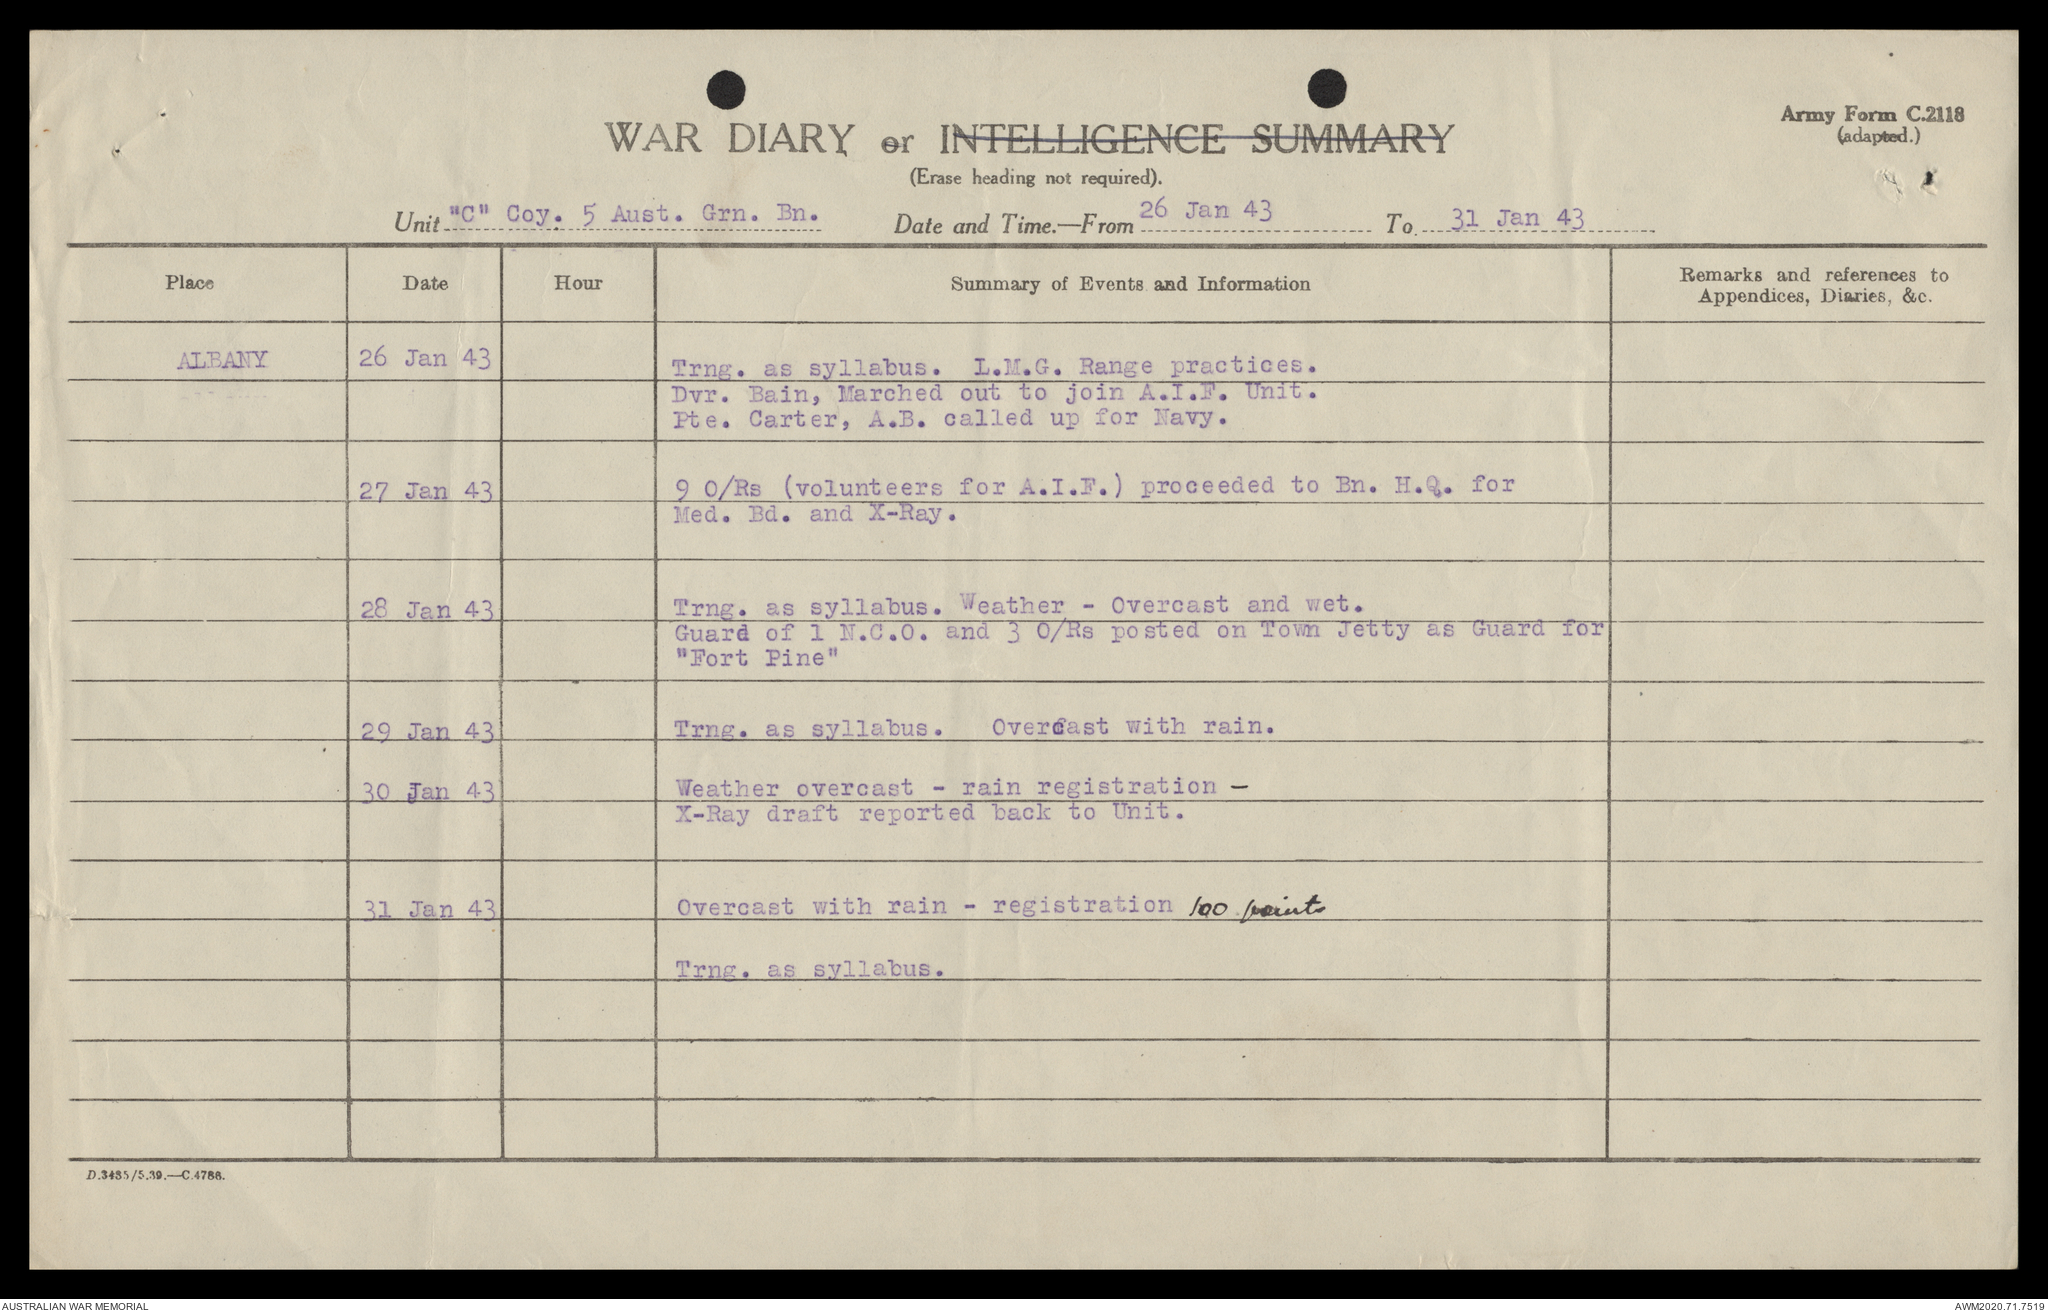 WAR DIARY or INTELLIGENCE SUMMARY
Army Form C.2118
(adapted.)
(Erase heading not required).
Unit "C" Coy. 5 Aust. Grn. Bn. Date and Time.—From 26 Jan 43 To 31 Jan 43
Place Date Hour Summary of Events and Information Remarks and references to
Appendices, Diaries, &c.
ALBANY 26 Jan 43 Trng. as syllabus. L.M.G. Range practices.
Dvr. Bain, Marched out to join A.I.F. Unit.
Pte. Carter, A.B. called up for Navy.
27 Jan 43 9 O/Rs (volunteers for A.I.F.) proceeded to Bn. H.Q. for
Med. Bd. and X-Ray.
28 Jan 43 Trng. as syllabus. Weather - Overcast and wet.
Guard of 1 N.C.O. and 3 O/Rs posted on Town Jetty as Guard for
"Fort Pine"
29 Jan 43 Trng. as syllabus. Overcast with rain.
30 Jan 43 Weather overcast - rain registration -
X-Ray draft reported back to Unit.
31 Jan 43 Overcast with rain - registration 100 points
Trng. as syllabus.
D.3435/5.39.—C.4788.
AUSTRALIAN WAR MEMORIAL AWM2020.71.7519